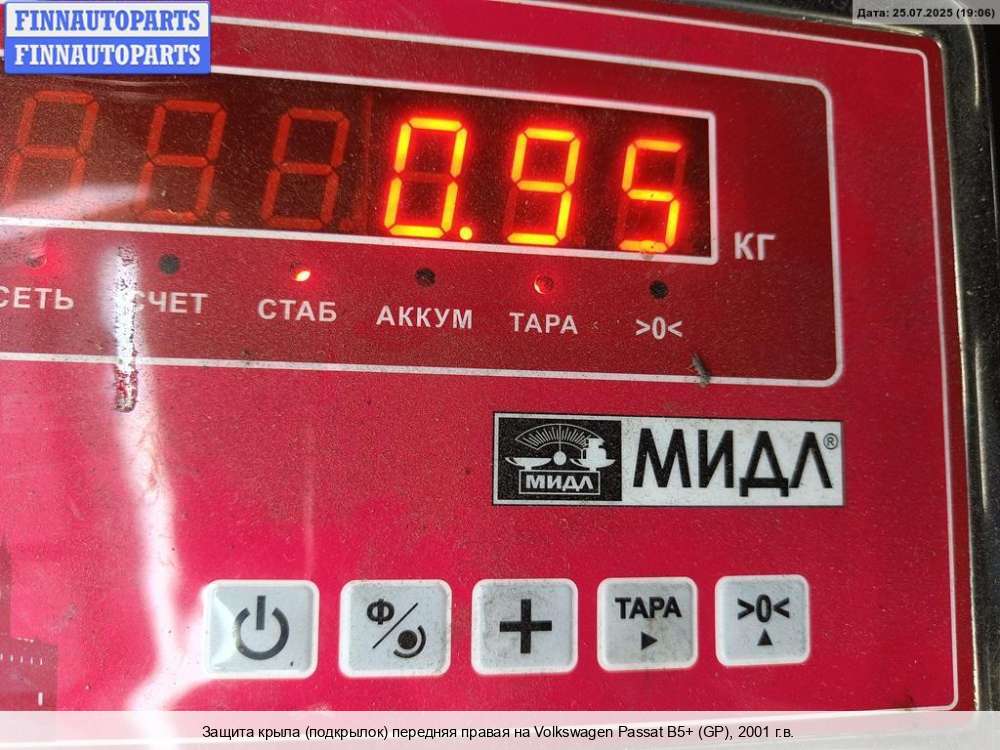 FINNAUTOPARTS
FINNAUTOPARTS
Дата: 25.07.2025 (19:06)
0.95
КГ
СЕТЬ СЧЕТ СТАБ АККУМ ТАРА >0<
МИДЛ МИДЛ®
Ф ТАРА >0<
Защита крыла (подкрылок) передняя правая на Volkswagen Passat B5+ (GP), 2001 г.в.